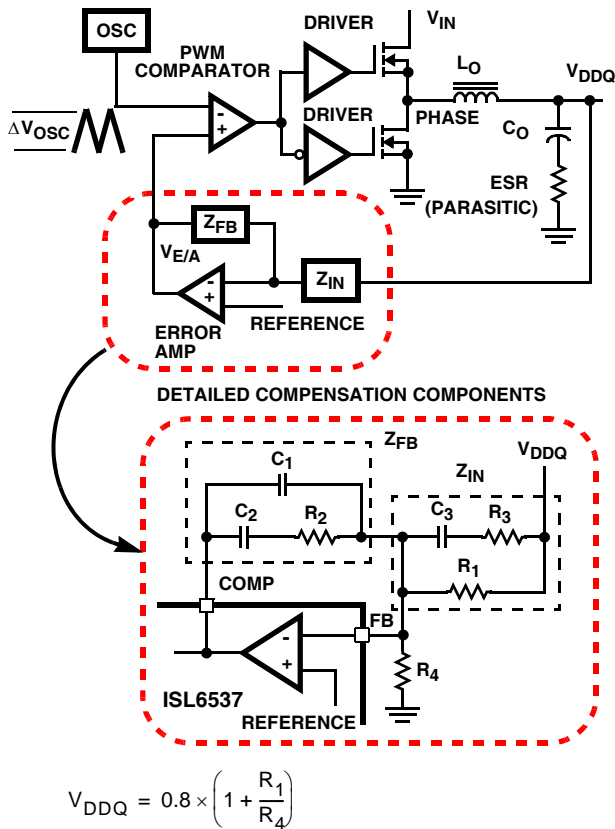 OSC
PWM
COMPARATOR
DRIVER
V_IN
DRIVER
L_O
V_DDQ
PHASE
C_O
ESR
(PARASITIC)
ΔV_OSC
-
+
Z_FB
V_E/A
-
+
Z_IN
REFERENCE
ERROR
AMP
DETAILED COMPENSATION COMPONENTS
Z_FB
V_DDQ
C_1
Z_IN
C_2
R_2
C_3
R_3
R_1
COMP
FB
-
+
R_4
ISL6537
REFERENCE
V_DDQ = 0.8 × (1 + R_1/R_4)